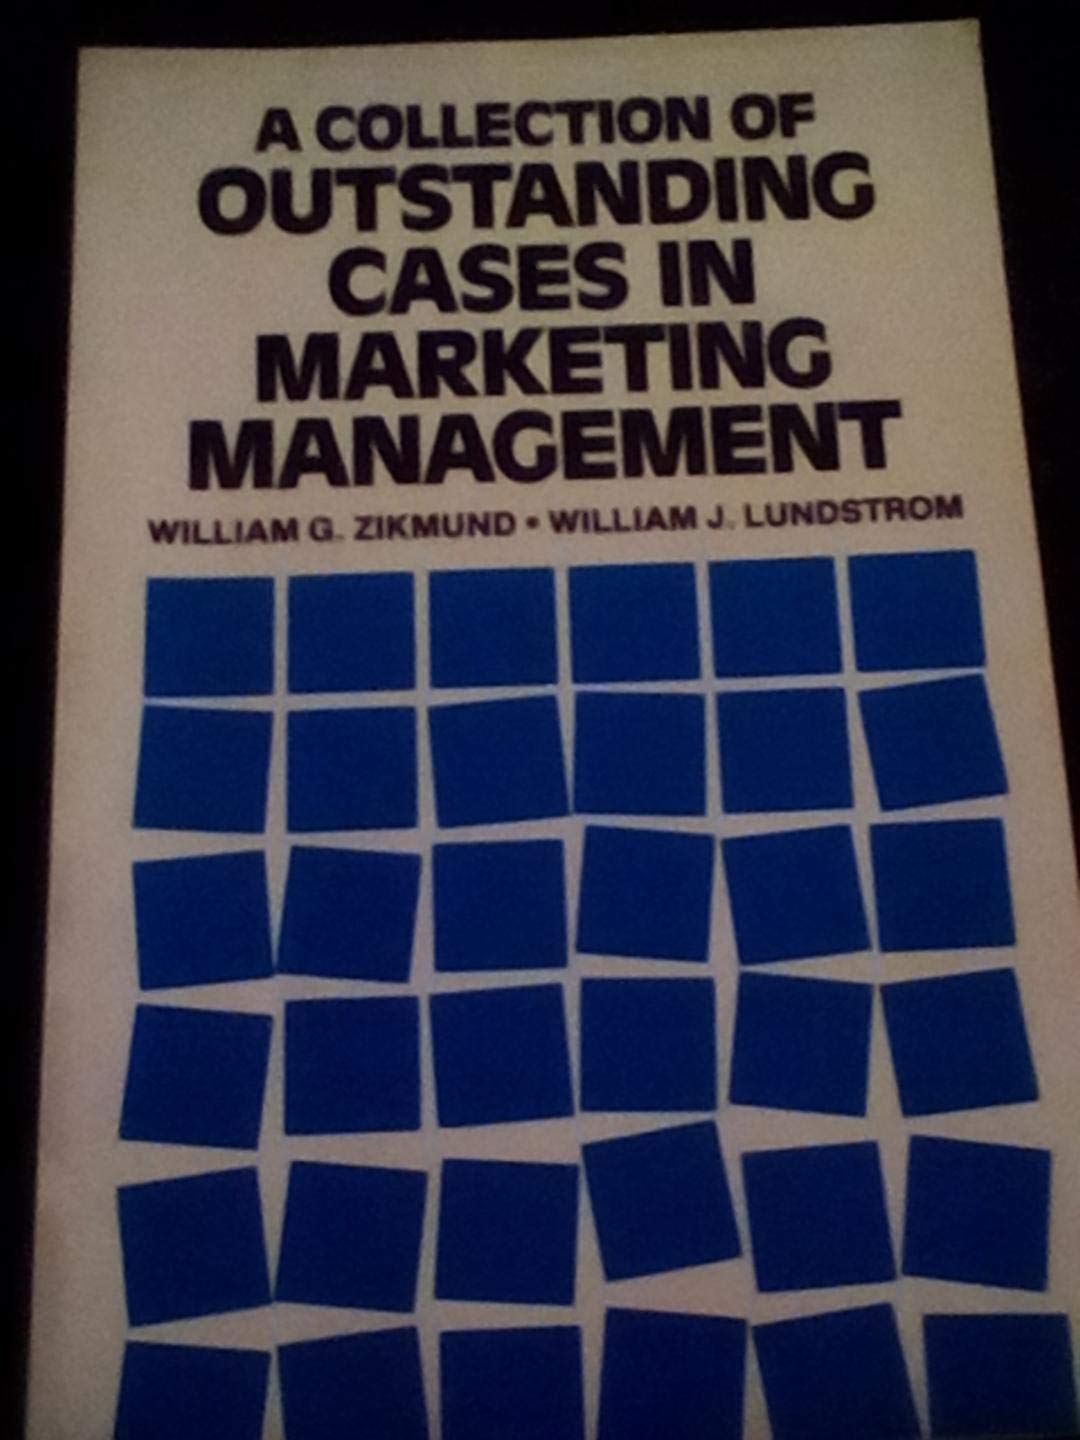 A COLLECTION OF
OUTSTANDING
CASES IN
MARKETING
MANAGEMENT
WILLIAM G. ZIKMUND • WILLIAM J. LUNDSTROM